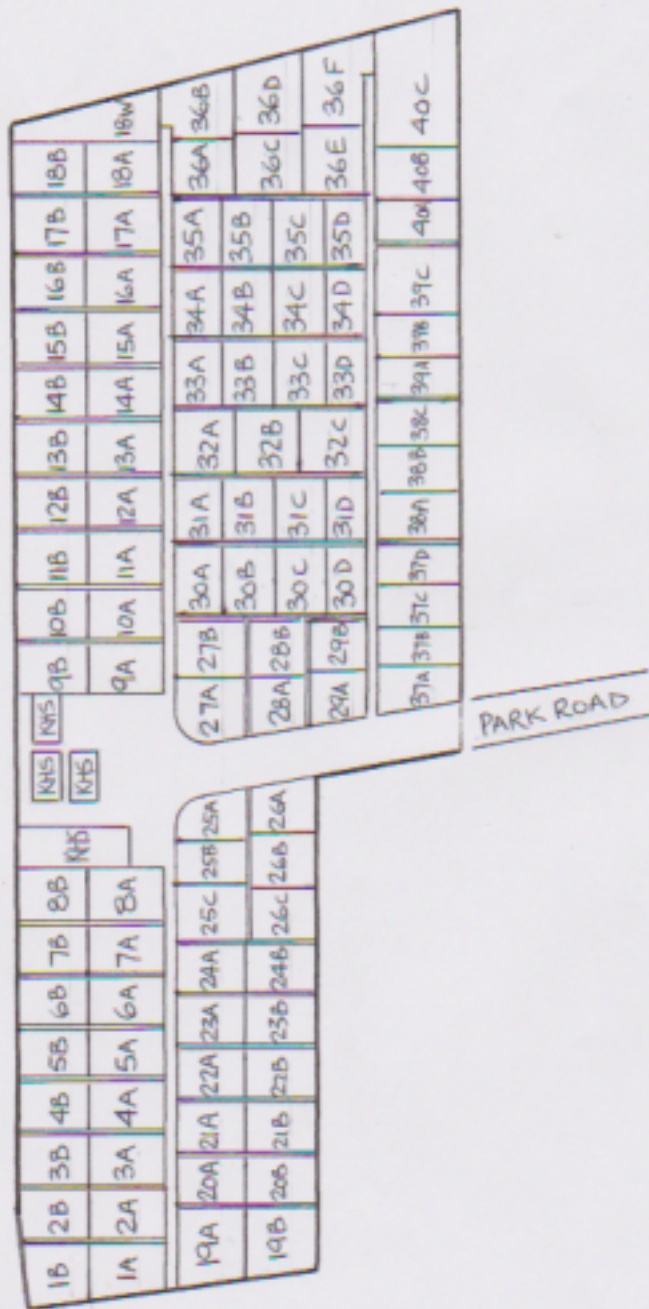 1B 2B 3B 4B 5B 6B 7B 8B KHS KHS KHS KHS 9B 10B 11B 12B 13B 14B 15B 16B 17B 18B
1A 2A 3A 4A 5A 6A 7A 8A 9A 10A 11A 12A 13A 14A 15A 16A 17A 18A 18W
19A 20A 21A 22A 23A 24A 25C 25B 25A 27A 27B 30A 31A 32A 33A 34A 35A 36A 36B
30B 31B 33B 34B 35B
19B 20B 21B 22B 23B 24B 26C 26B 26A 28A 28B 30C 31C 32B 33C 34C 35C 36C 36D
29A 29B 30D 31D 32C 33D 34D 35D 36E 36F
37A 37B 37C 37D 38A 38B 38C 39A 39B 39C 40A 40B 40C
PARK ROAD